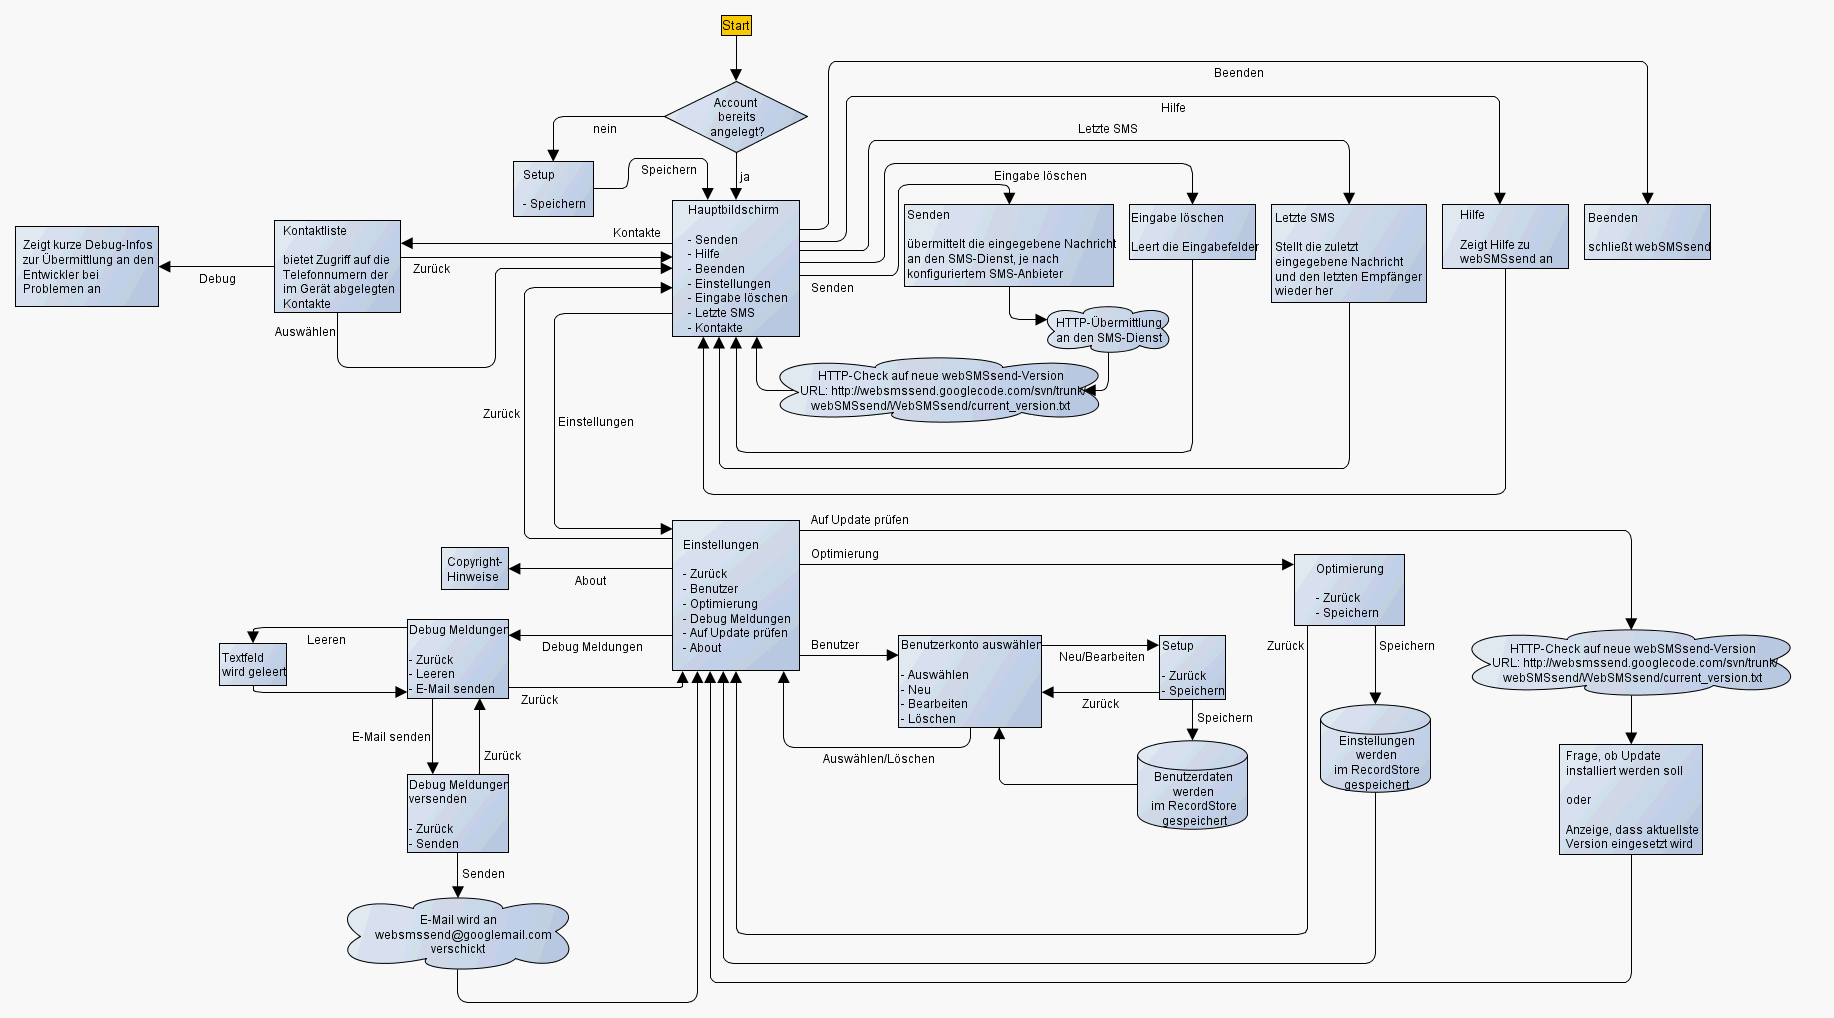 Start
Account
bereits
angelegt?
nein
ja
Setup
- Speichern
Speichern
Beenden
Hilfe
Letzte SMS
Eingabe löschen
Senden
Hauptbildschirm
- Senden
- Hilfe
- Beenden
- Einstellungen
- Eingabe löschen
- Letzte SMS
- Kontakte
Kontakte
Zurück
Auswählen
Kontaktliste
bietet Zugriff auf die
Telefonnumern der
im Gerät abgelegten
Kontakte
Debug
Zeigt kurze Debug-Infos
zur Übermittlung an den
Entwickler bei
Problemen an
Senden
übermittelt die eingegebene Nachricht
an den SMS-Dienst, je nach
konfiguriertem SMS-Anbieter
Eingabe löschen
Leert die Eingabefelder
Letzte SMS
Stellt die zuletzt
eingegebene Nachricht
und den letzten Empfänger
wieder her
Hilfe
Zeigt Hilfe zu
webSMSsend an
Beenden
schließt webSMSsend
HTTP-Übermittlung
an den SMS-Dienst
HTTP-Check auf neue webSMSsend-Version
URL: http://websmssend.googlecode.com/svn/trunk/
webSMSsend/WebSMSsend/current_version.txt
Zurück
Einstellungen
Einstellungen
- Zurück
- Benutzer
- Optimierung
- Debug Meldungen
- Auf Update prüfen
- About
Auf Update prüfen
Optimierung
Benutzer
About
Copyright-
Hinweise
Debug Meldungen
Debug Meldungen
- Zurück
- Leeren
- E-Mail senden
Leeren
Textfeld
wird geleert
Zurück
E-Mail senden
Zurück
Debug Meldungen
versenden
- Zurück
- Senden
Senden
E-Mail wird an
websmssend@googlemail.com
verschickt
Benutzerkonto auswählen
- Auswählen
- Neu
- Bearbeiten
- Löschen
Auswählen/Löschen
Neu/Bearbeiten
Zurück
Setup
- Zurück
- Speichern
Speichern
Benutzerdaten
werden
im RecordStore
gespeichert
Optimierung
- Zurück
- Speichern
Zurück
Speichern
Einstellungen
werden
im RecordStore
gespeichert
HTTP-Check auf neue webSMSsend-Version
URL: http://websmssend.googlecode.com/svn/trunk/
webSMSsend/WebSMSsend/current_version.txt
Frage, ob Update
installiert werden soll
oder
Anzeige, dass aktuellste
Version eingesetzt wird